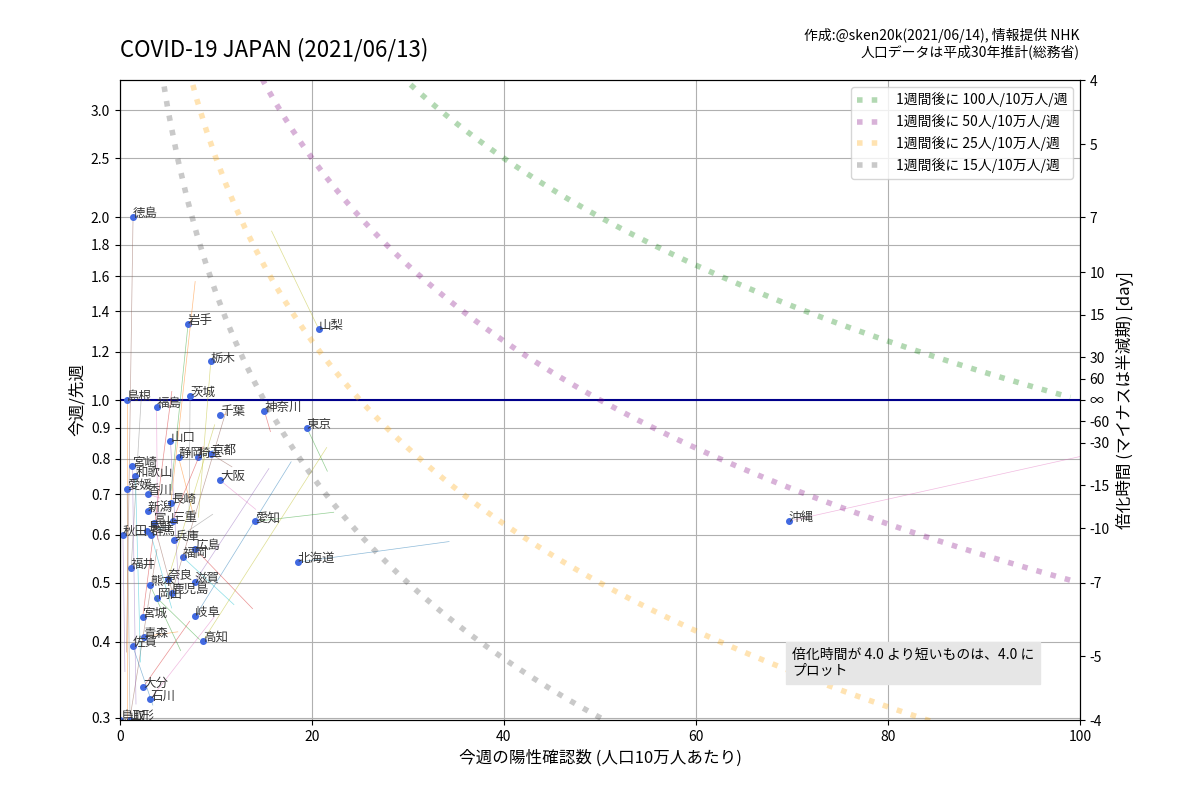 COVID-19 JAPAN (2021/06/13)
作成:@sken20k(2021/06/14), 情報提供 NHK
人口データは平成30年推計(総務省)
1週間後に 100人/10万人/週
1週間後に 50人/10万人/週
1週間後に 25人/10万人/週
1週間後に 15人/10万人/週
今週/先週
3.0
2.5
2.0
1.8
1.6
1.4
1.2
1.0
0.9
0.8
0.7
0.6
0.5
0.4
0.3
徳島
岩手
山梨
栃木
茨城
島根
福島
千葉
神奈川
東京
山口
静岡
埼玉
京都
宮崎
和歌山
大阪
愛媛
香川
長崎
新潟
富山
三重
愛知
沖縄
秋田
群馬
兵庫
広島
福岡
北海道
福井
奈良
熊本
滋賀
鹿児島
岡山
宮城
岐阜
青森
高知
佐賀
大分
石川
鳥取
山形
4
5
7
10
15
30
60
∞
-60
-30
-15
-10
-7
-5
-4
倍化時間 (マイナスは半減期) [day]
倍化時間が 4.0 より短いものは、4.0 に
プロット
0
20
40
60
80
100
今週の陽性確認数 (人口10万人あたり)